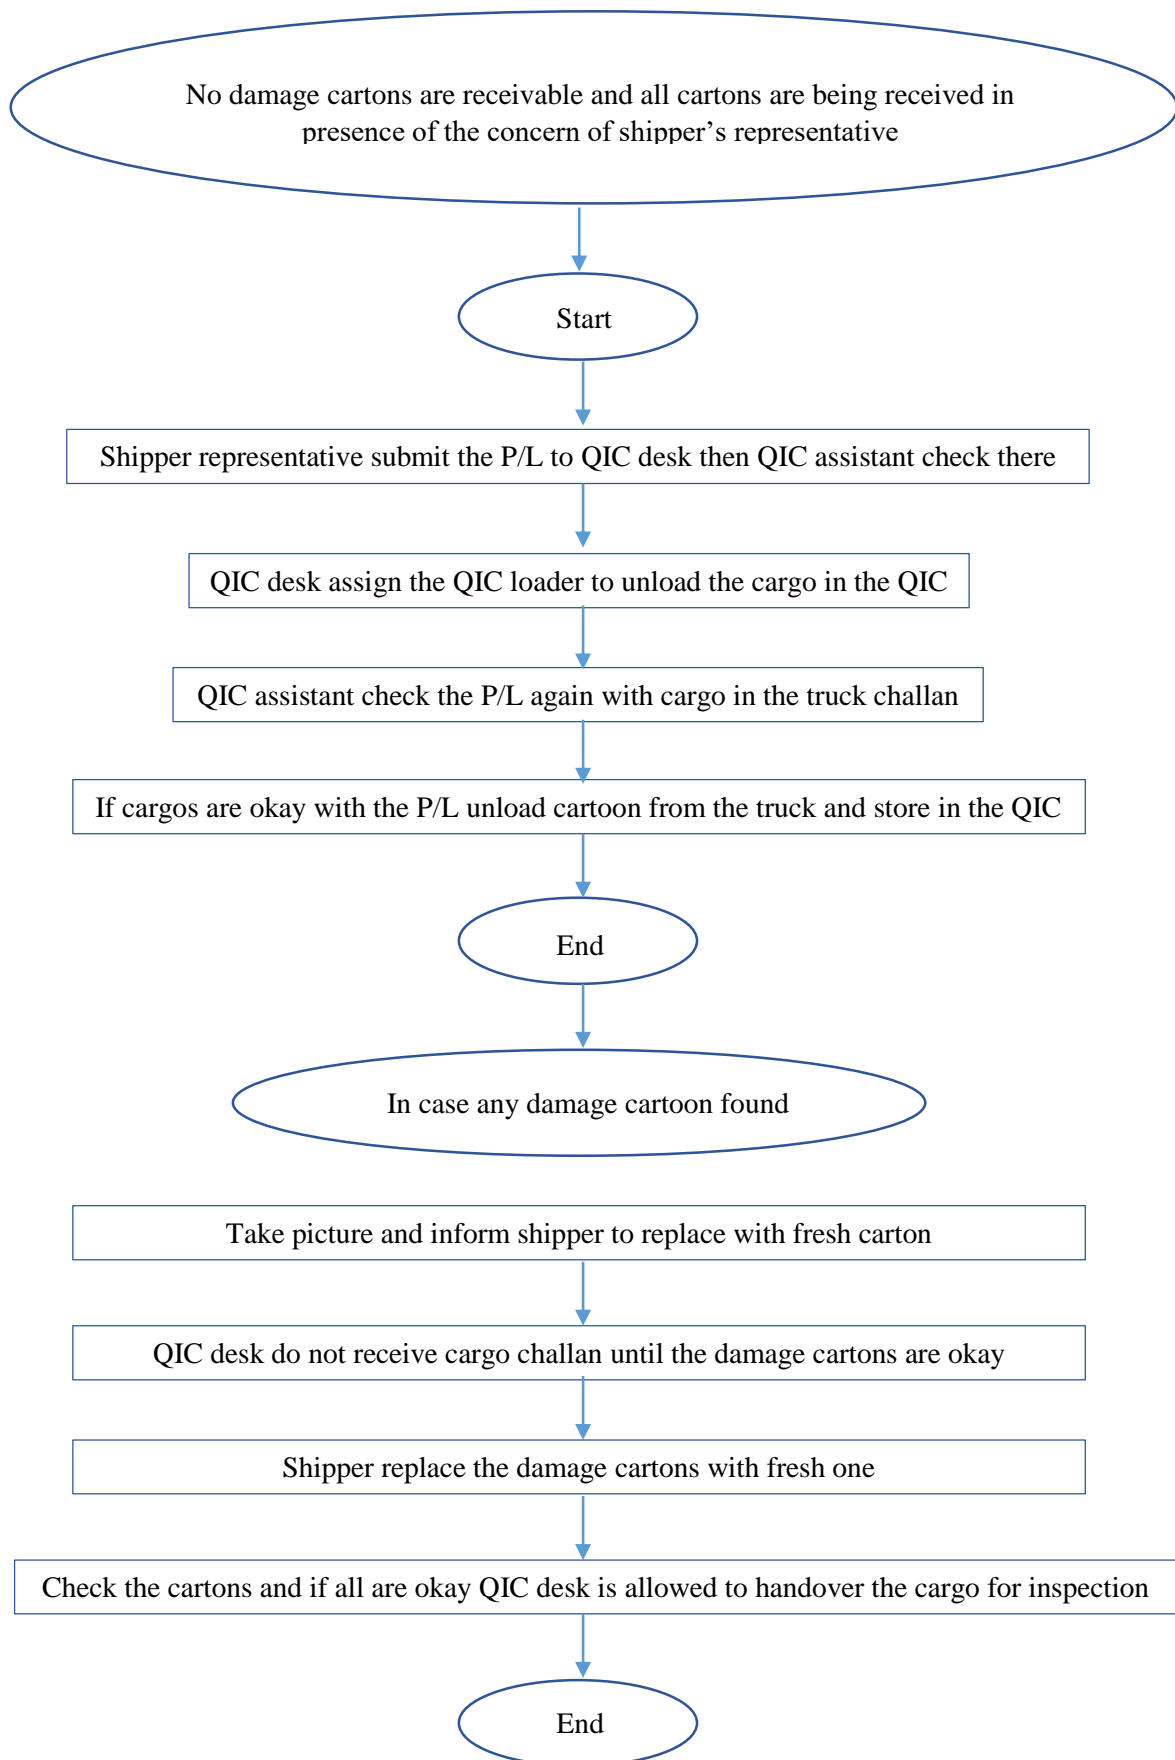 No damage cartons are receivable and all cartons are being received in
presence of the concern of shipper’s representative
Start
Shipper representative submit the P/L to QIC desk then QIC assistant check there
QIC desk assign the QIC loader to unload the cargo in the QIC
QIC assistant check the P/L again with cargo in the truck challan
If cargos are okay with the P/L unload cartoon from the truck and store in the QIC
End
In case any damage cartoon found
Take picture and inform shipper to replace with fresh carton
QIC desk do not receive cargo challan until the damage cartons are okay
Shipper replace the damage cartons with fresh one
Check the cartons and if all are okay QIC desk is allowed to handover the cargo for inspection
End